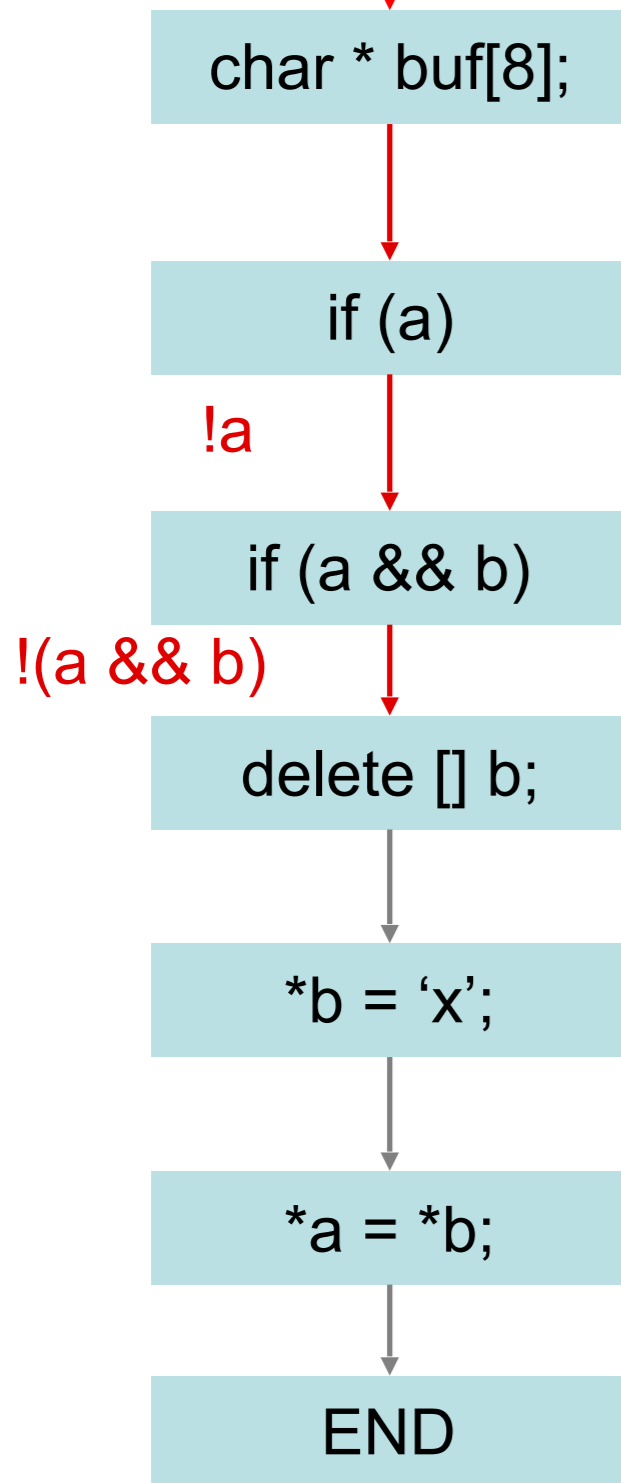 char * buf[8];
if (a)
!a
if (a && b)
!(a && b)
delete [] b;
*b = ‘x’;
*a = *b;
END